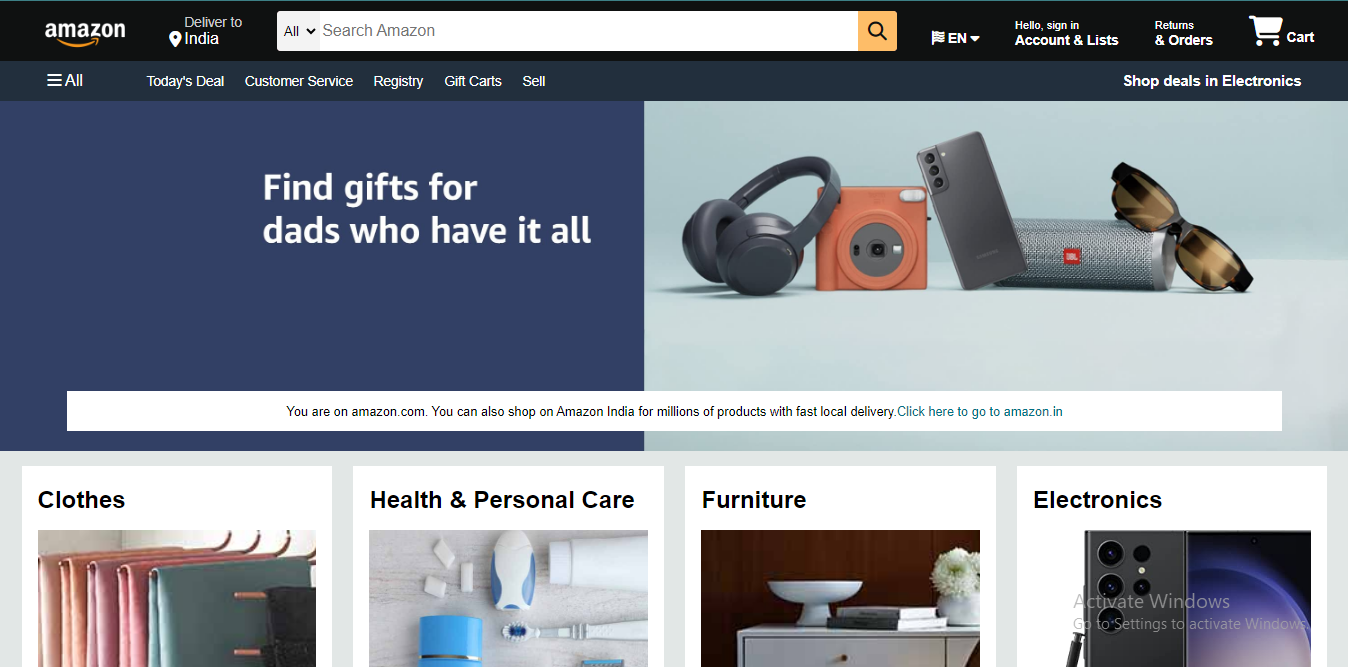 amazon
Deliver to
India
All
Search Amazon
EN
Hello, sign in
Account & Lists
Returns
& Orders
Cart
All
Today's Deal
Customer Service
Registry
Gift Carts
Sell
Shop deals in Electronics
Find gifts for
dads who have it all
JBL
You are on amazon.com. You can also shop on Amazon India for millions of products with fast local delivery.Click here to go to amazon.in
Clothes
Health & Personal Care
Furniture
Electronics
Activate Windows
Go to Settings to activate Windows.